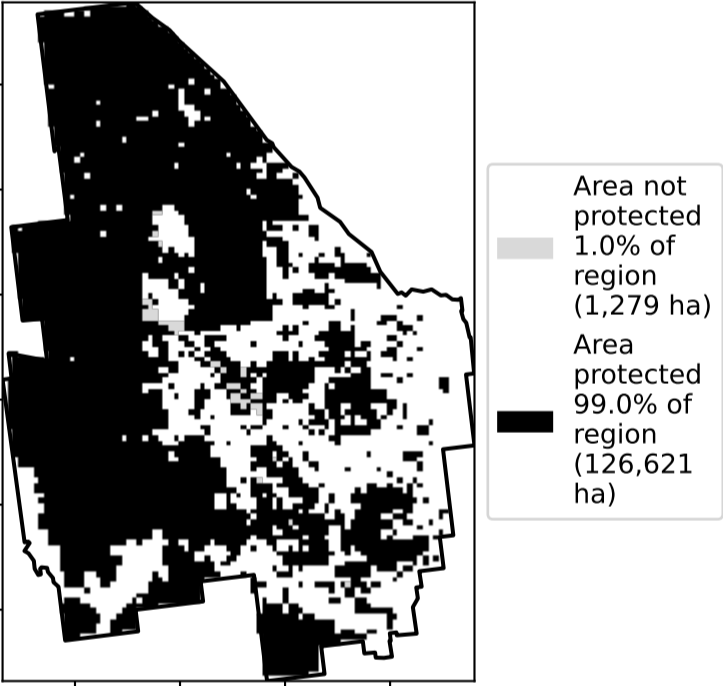 Area not
protected
1.0% of
region
(1,279 ha)
Area
protected
99.0% of
region
(126,621
ha)